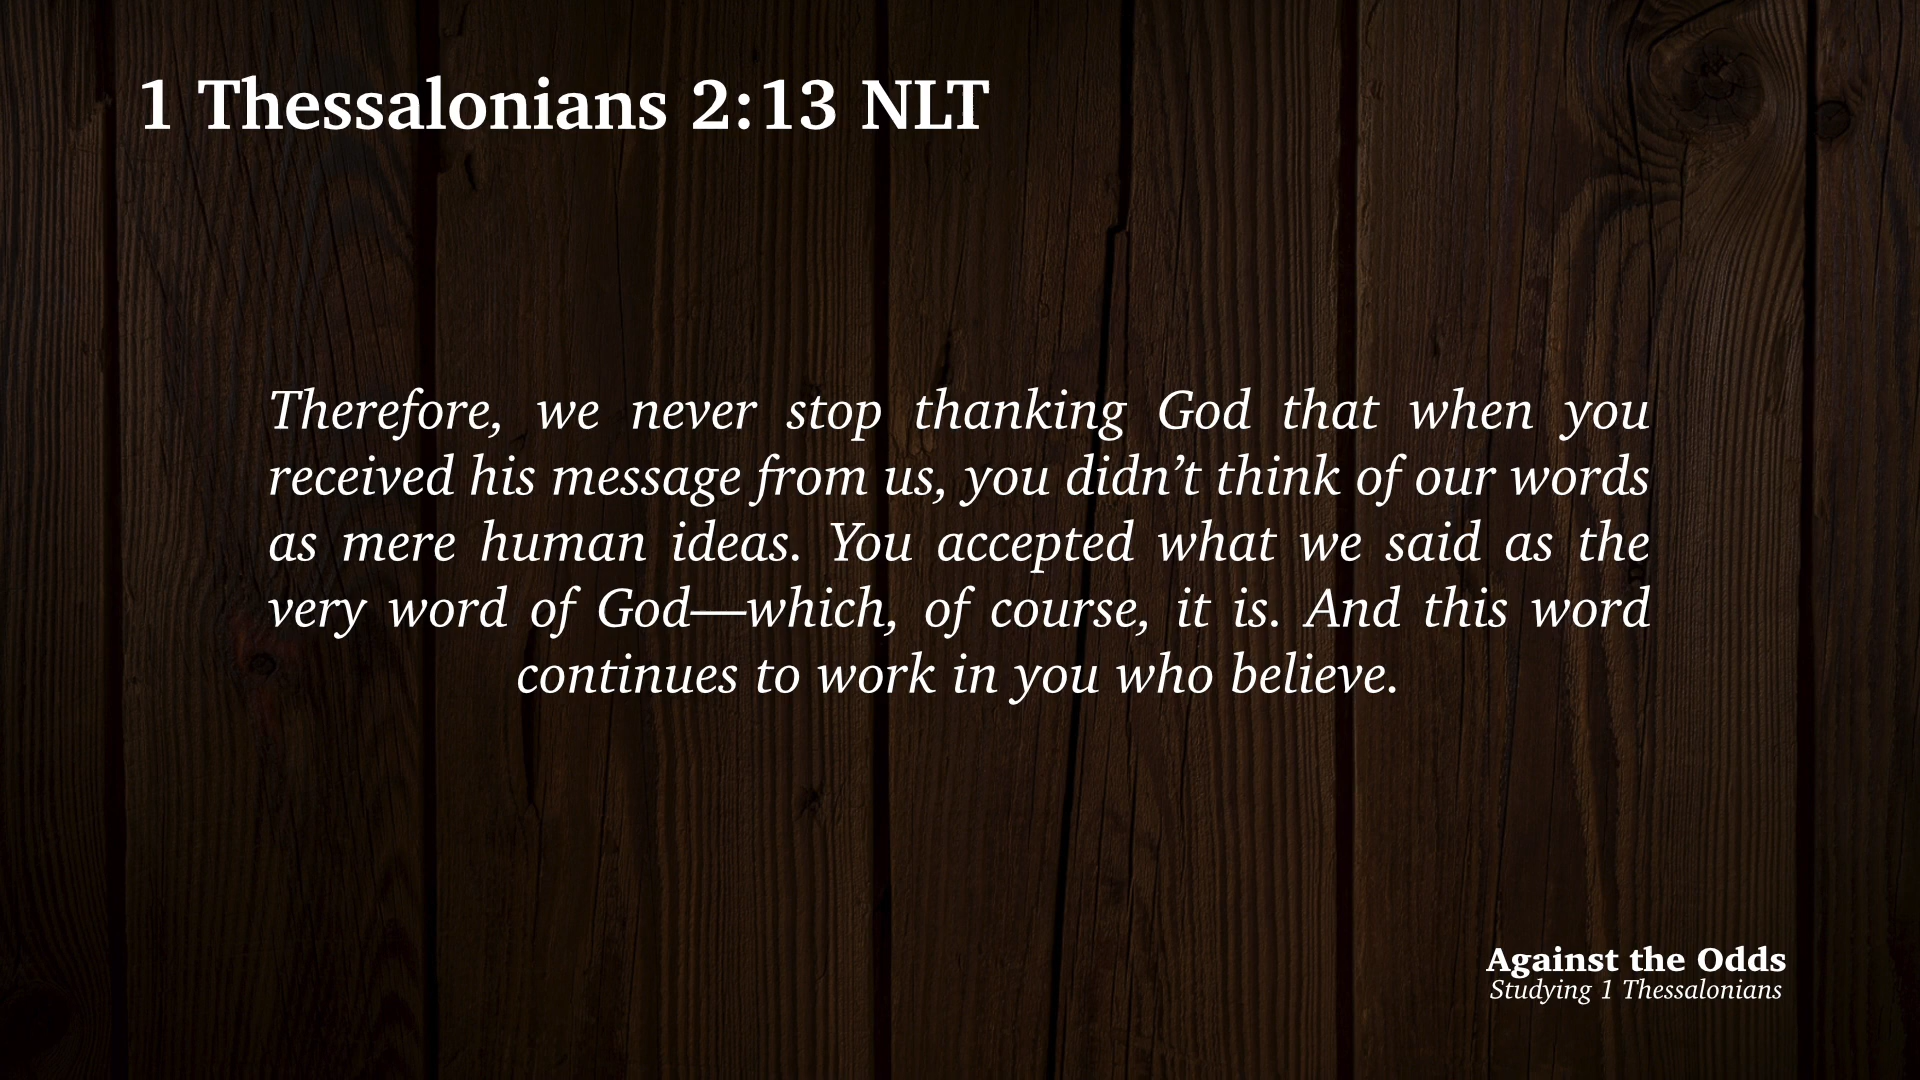 1 Thessalonians 2:13 NLT
Therefore, we never stop thanking God that when you
received his message from us, you didn’t think of our words
as mere human ideas. You accepted what we said as the
very word of God—which, of course, it is. And this word
continues to work in you who believe.
Against the Odds
Studying 1 Thessalonians